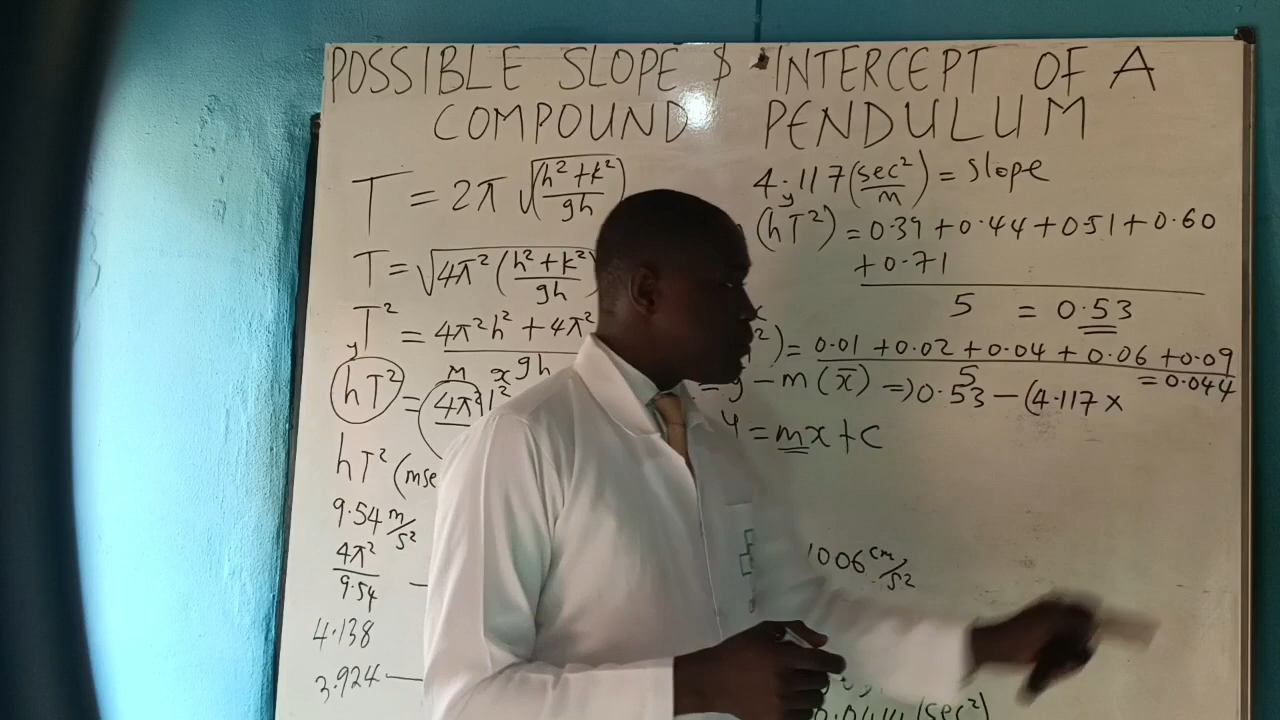 POSSIBLE SLOPE $ INTERCEPT OF A
COMPOUND PENDULUM
T = 2π √(h²+k²/gh)
T = √4π² (h²+k²/gh
y
T² = 4π²h² + 4π²/gh
m x
hT² = (4π²)
hT² (mse
9.54 m/s²
4π²/9.54 –
4.138
3.924 —
4.117 (sec²/m) = slope
y
(hT²) = 0.39 + 0.44 + 0.51 + 0.60
+ 0.71
5 = 0.53
x
²) = 0.01 + 0.02 + 0.04 + 0.06 + 0.09
5 = 0.044
= y – m (x̄) => 0.53 – (4.117 x
y = mx + c
1006 cm/s²
(sec²)